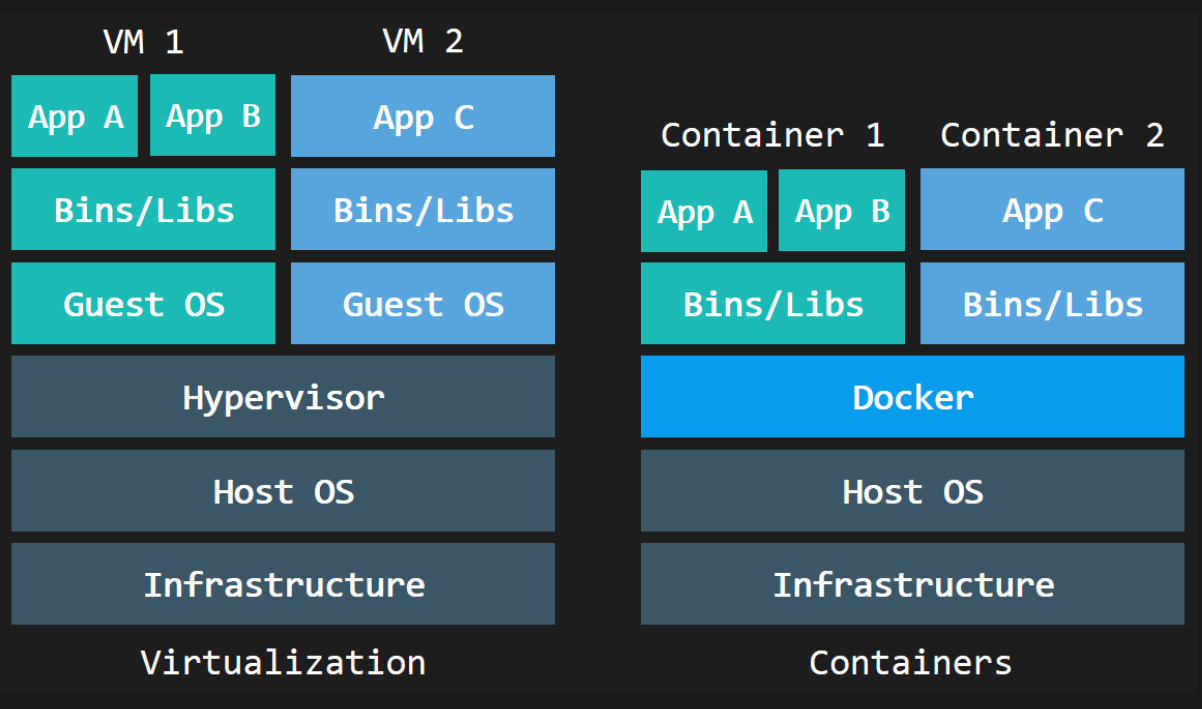 VM 1
VM 2
App A
App B
App C
Bins/Libs
Bins/Libs
Guest OS
Guest OS
Hypervisor
Host OS
Infrastructure
Virtualization
Container 1
Container 2
App A
App B
App C
Bins/Libs
Bins/Libs
Docker
Host OS
Infrastructure
Containers